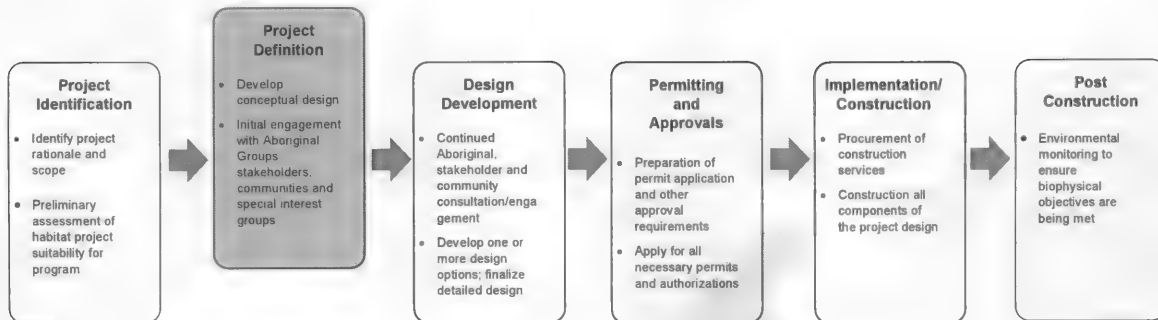 Project
Identification
• Identify project
rationale and
scope
• Preliminary
assessment of
habitat project
suitability for
program
Project
Definition
• Develop
conceptual design
• Initial engagement
with Aboriginal
Groups
stakeholders,
communities and
special interest
groups
Design
Development
• Continued
Aboriginal,
stakeholder and
community
consultation/enga
gement
• Develop one or
more design
options; finalize
detailed design
Permitting
and
Approvals
• Preparation of
permit application
and other
approval
requirements
• Apply for all
necessary permits
and authorizations
Implementation/
Construction
• Procurement of
construction
services
• Construction all
components of
the project design
Post
Construction
• Environmental
monitoring to
ensure
biophysical
objectives are
being met